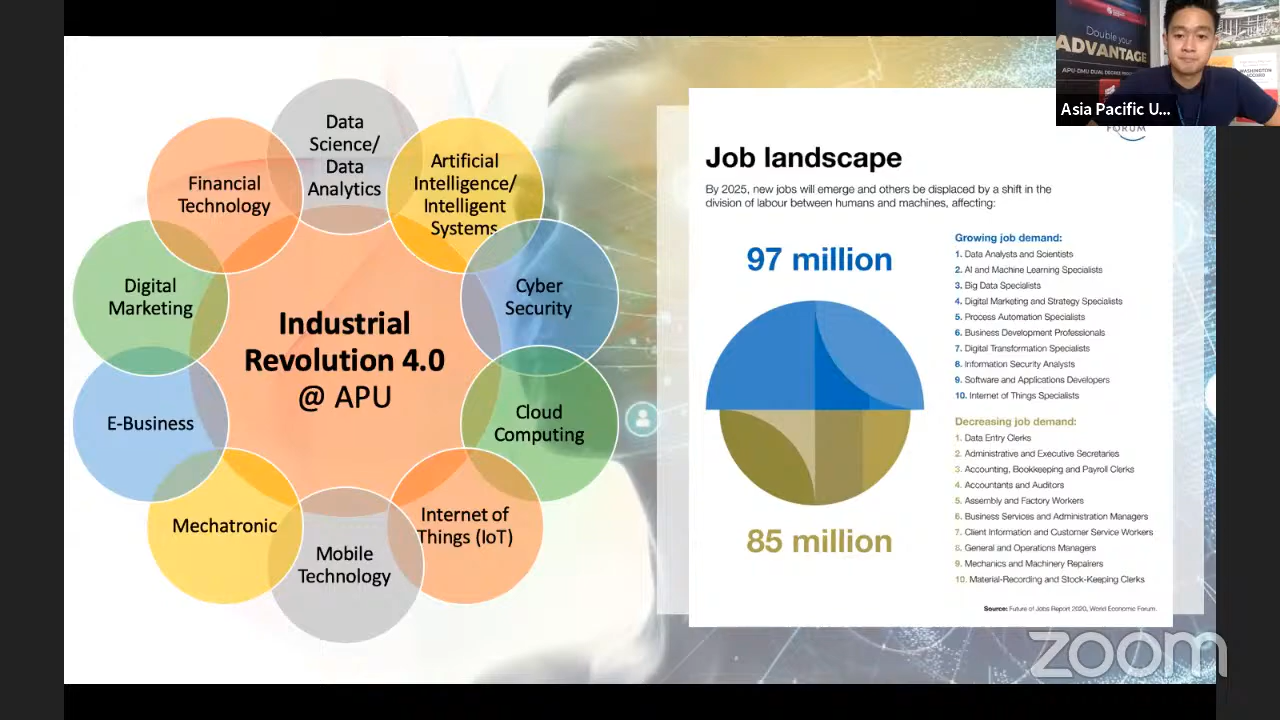 Data
Science/
Data
Analytics
Artificial
Intelligence/
Intelligent
Systems
Cyber
Security
Cloud
Computing
Internet of
Things (IoT)
Mobile
Technology
Mechatronic
E-Business
Digital
Marketing
Financial
Technology
Industrial
Revolution 4.0
@ APU
FORUM
Job landscape
By 2025, new jobs will emerge and others be displaced by a shift in the
division of labour between humans and machines, affecting:
97 million
85 million
Growing job demand:
1. Data Analysts and Scientists
2. AI and Machine Learning Specialists
3. Big Data Specialists
4. Digital Marketing and Strategy Specialists
5. Process Automation Specialists
6. Business Development Professionals
7. Digital Transformation Specialists
8. Information Security Analysts
9. Software and Applications Developers
10. Internet of Things Specialists
Decreasing job demand:
1. Data Entry Clerks
2. Administrative and Executive Secretaries
3. Accounting, Bookkeeping and Payroll Clerks
4. Accountants and Auditors
5. Assembly and Factory Workers
6. Business Services and Administration Managers
7. Client Information and Customer Service Workers
8. General and Operations Managers
9. Mechanics and Machinery Repairers
10. Material-Recording and Stock-Keeping Clerks
Source: Future of Jobs Report 2020, World Economic Forum.
Double your
ADVANTAGE
APU-DMU DUAL DEGREE
WASHINGTON
ACCORD
Asia Pacific U...
zoom